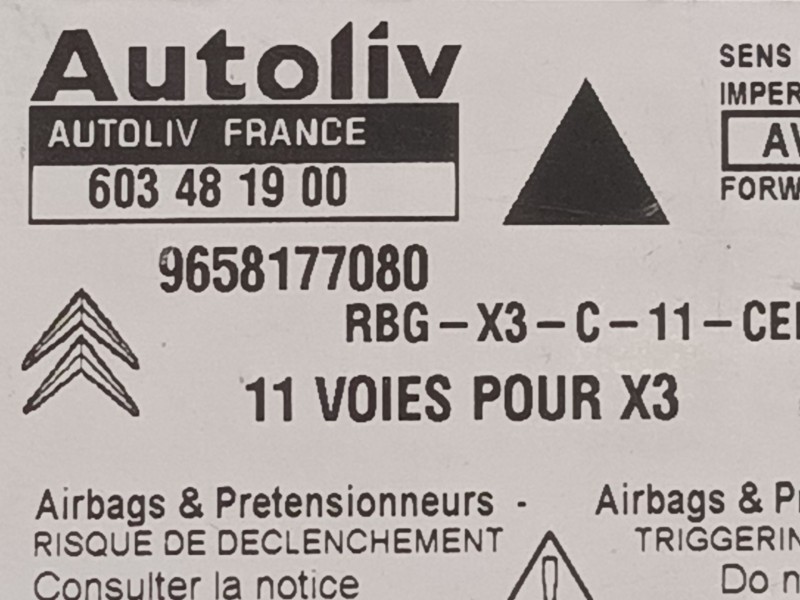 Autoliv
AUTOLIV FRANCE
603 48 19 00
SENS
IMPER
AV
FORW
9658177080
RBG-X3-C-11-CEI
11 VOIES POUR X3
Airbags & Pretensionneurs -
RISQUE DE DECLENCHEMENT
Consulter la notice
Airbags & P
TRIGGERIN
Do n